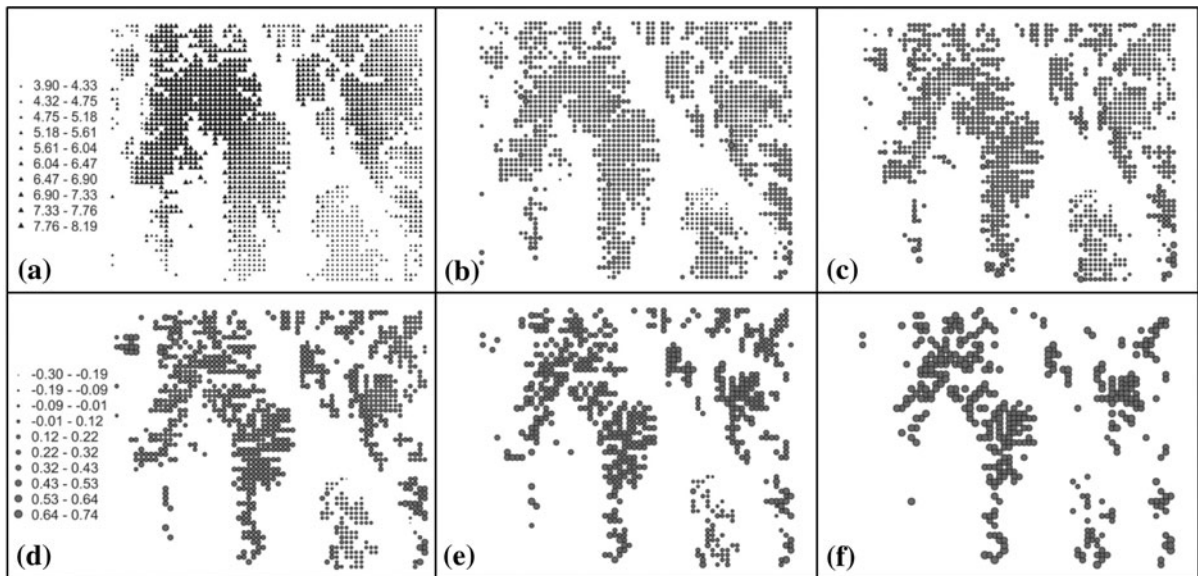 3.90 - 4.33
4.32 - 4.75
4.75 - 5.18
5.18 - 5.61
5.61 - 6.04
6.04 - 6.47
6.47 - 6.90
6.90 - 7.33
7.33 - 7.76
7.76 - 8.19
(a)
(b)
(c)
-0.30 - -0.19
-0.19 - -0.09
-0.09 - -0.01
-0.01 - 0.12
0.12 - 0.22
0.22 - 0.32
0.32 - 0.43
0.43 - 0.53
0.53 - 0.64
0.64 - 0.74
(d)
(e)
(f)